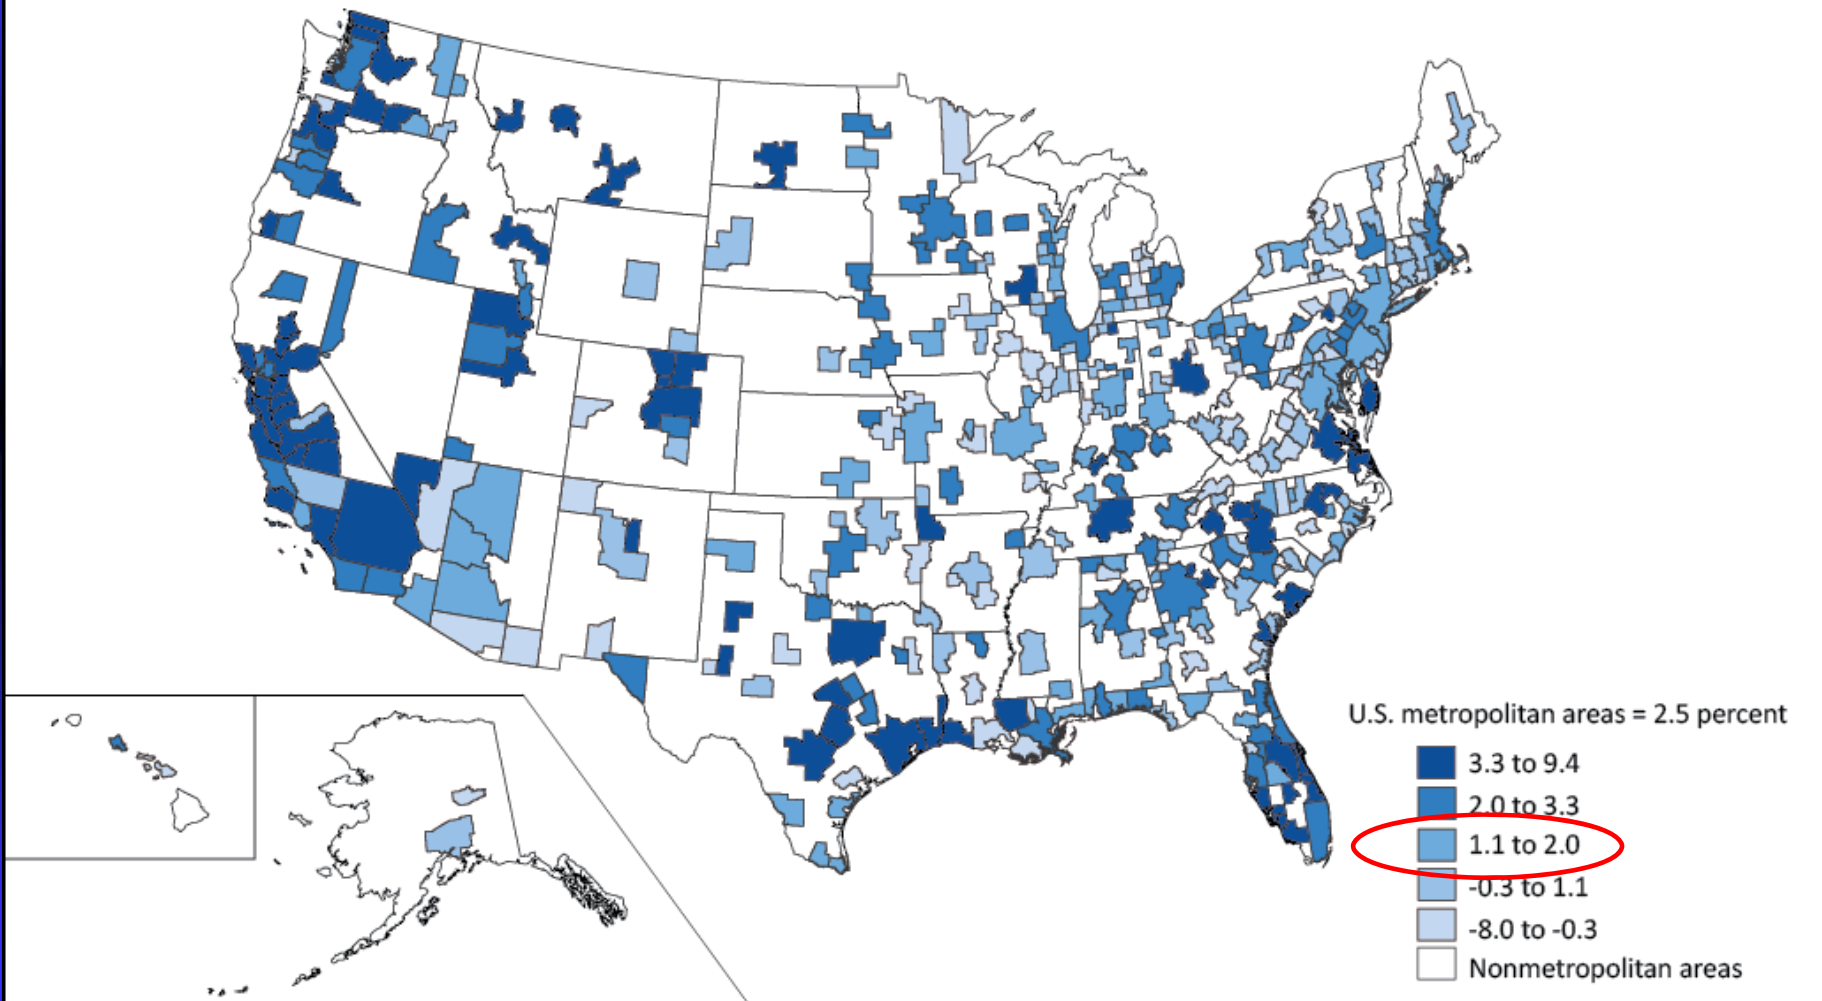 U.S. metropolitan areas = 2.5 percent
3.3 to 9.4
2.0 to 3.3
1.1 to 2.0
-0.3 to 1.1
-8.0 to -0.3
Nonmetropolitan areas